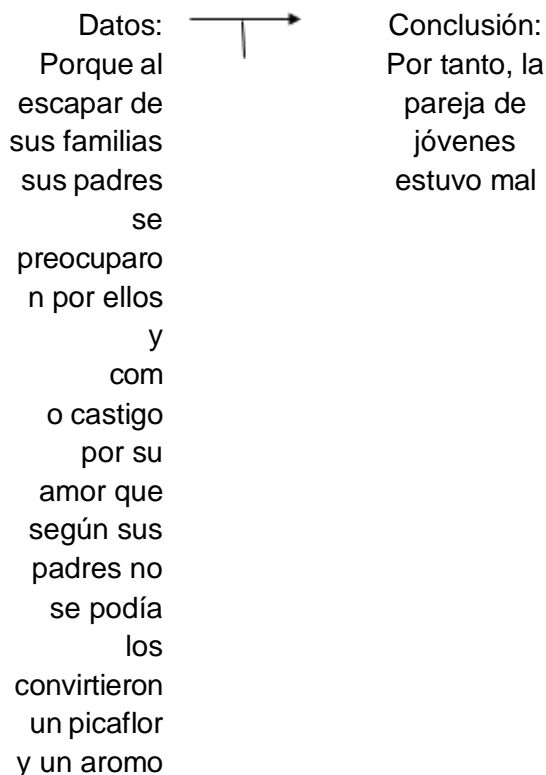 Datos:
Porque al
escapar de
sus familias
sus padres
se
preocuparo
n por ellos
y
com
o castigo
por su
amor que
según sus
padres no
se podía
los
convirtieron
un picaflor
y un aromo
Conclusión:
Por tanto, la
pareja de
jóvenes
estuvo mal